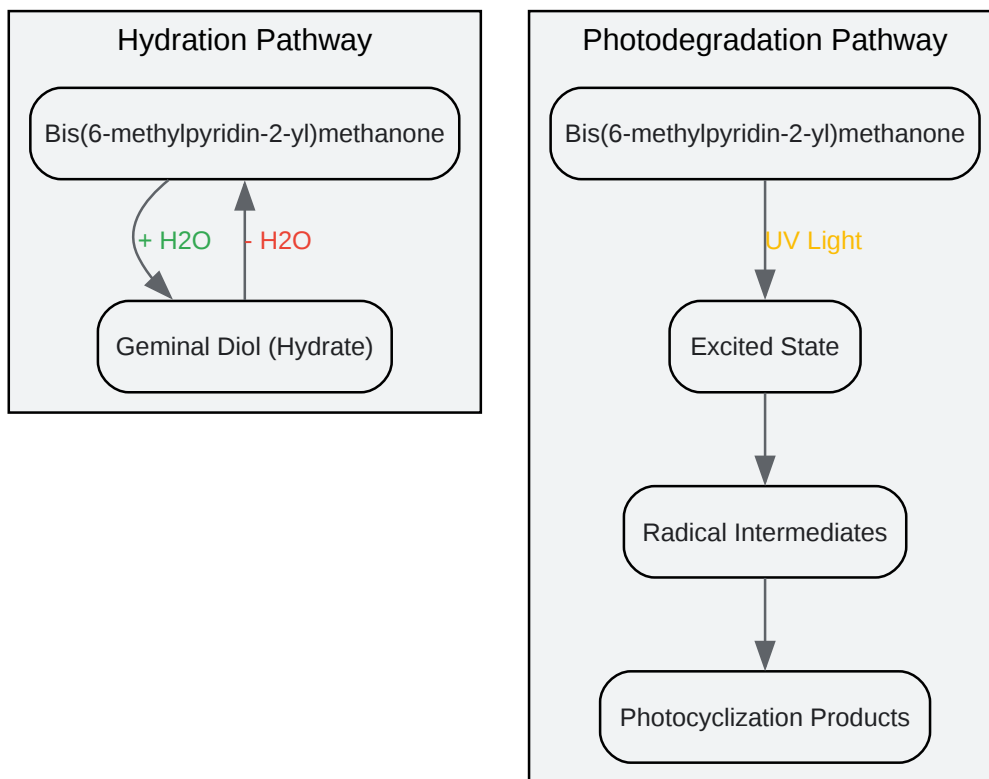 Hydration Pathway
Bis(6-methylpyridin-2-yl)methanone
+ H2O
- H2O
Geminal Diol (Hydrate)
Photodegradation Pathway
Bis(6-methylpyridin-2-yl)methanone
UV Light
Excited State
Radical Intermediates
Photocyclization Products